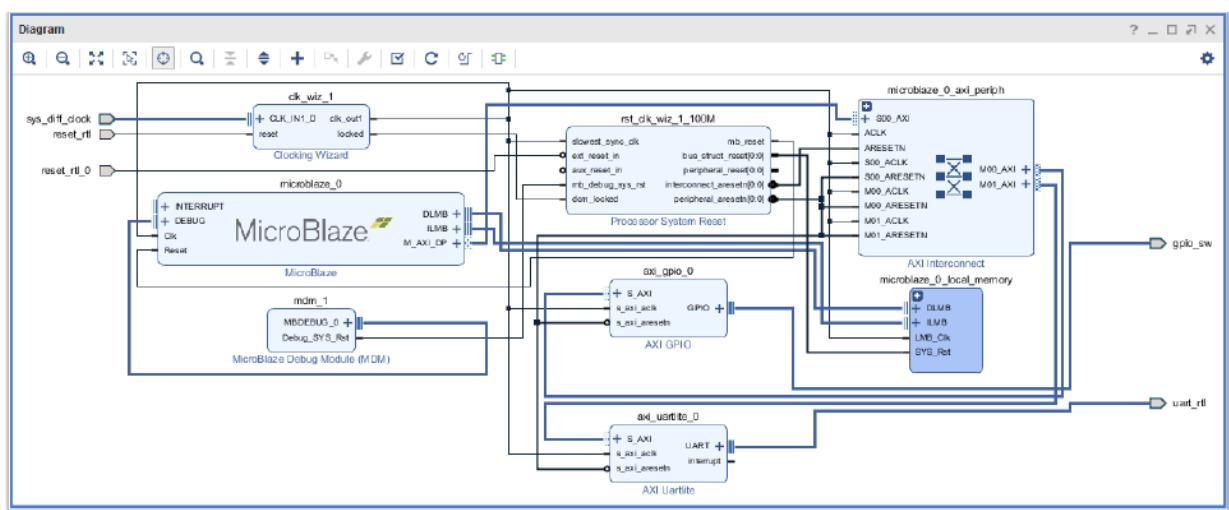 Diagram
sys_diff_clock
reset_rtl
reset_rtl_0
clk_wiz_1
CLK_IN1_D clk_out1
reset locked
Clocking Wizard
microblaze_0
INTERRUPT
DEBUG
Clk
Reset
MicroBlaze
DLMB
ILMB
M_AXI_DP
MicroBlaze
mdm_1
MBDEBUG_0
Debug_SYS_Rst
MicroBlaze Debug Module (MDM)
rst_clk_wiz_1_100M
slowest_sync_clk mb_reset
ext_reset_in bus_struct_reset[0:0]
aux_reset_in peripheral_reset[0:0]
mb_debug_sys_rst interconnect_aresetn[0:0]
dcm_locked peripheral_aresetn[0:0]
Processor System Reset
axi_gpio_0
S_AXI
s_axi_aclk GPIO
s_axi_aresetn
AXI GPIO
axi_uartlite_0
S_AXI
s_axi_aclk UART
s_axi_aresetn interrupt
AXI Uartlite
microblaze_0_axi_periph
S00_AXI
ACLK
ARESETN
S00_ACLK
S00_ARESETN M00_AXI
M00_ACLK M01_AXI
M00_ARESETN
M01_ACLK
M01_ARESETN
AXI Interconnect
microblaze_0_local_memory
DLMB
ILMB
LMB_Clk
SYS_Rst
gpio_sw
uart_rtl